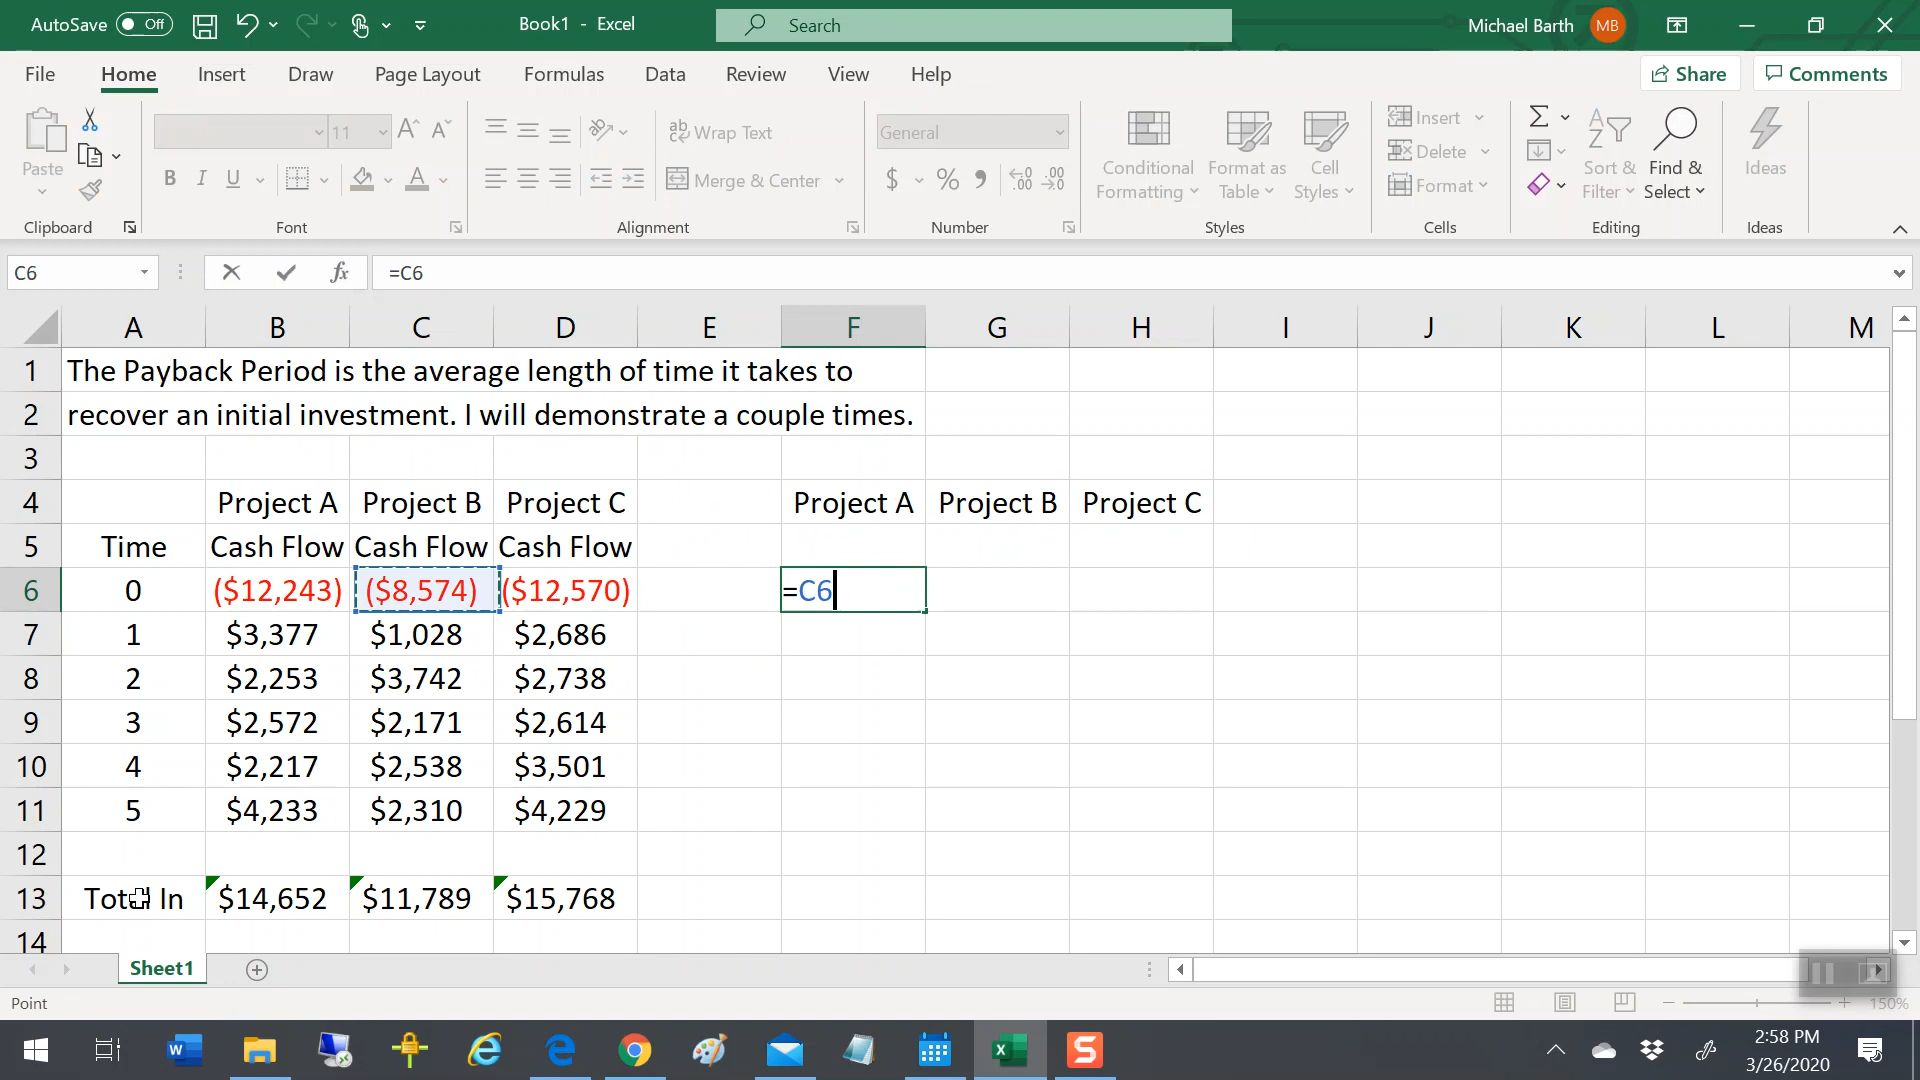 AutoSave Off Book1 - Excel Search Michael Barth MB
File Home Insert Draw Page Layout Formulas Data Review View Help Share Comments
11 A A ab Wrap Text General Insert Σ A
Paste Conditional Format as Cell Delete Z Sort & Find & Ideas
B I U A Merge & Center $ % Formatting Table Styles Format Filter Select
Clipboard Font Alignment Number Styles Cells Editing Ideas
C6 fx =C6
A B C D E F G H I J K L M
1 The Payback Period is the average length of time it takes to
2 recover an initial investment. I will demonstrate a couple times.
3
4 Project A Project B Project C Project A Project B Project C
5 Time Cash Flow Cash Flow Cash Flow
6 0 ($12,243) ($8,574) ($12,570) =C6
7 1 $3,377 $1,028 $2,686
8 2 $2,253 $3,742 $2,738
9 3 $2,572 $2,171 $2,614
10 4 $2,217 $2,538 $3,501
11 5 $4,233 $2,310 $4,229
12
13 Total In $14,652 $11,789 $15,768
14
Sheet1
Point 150%
2:58 PM
3/26/2020